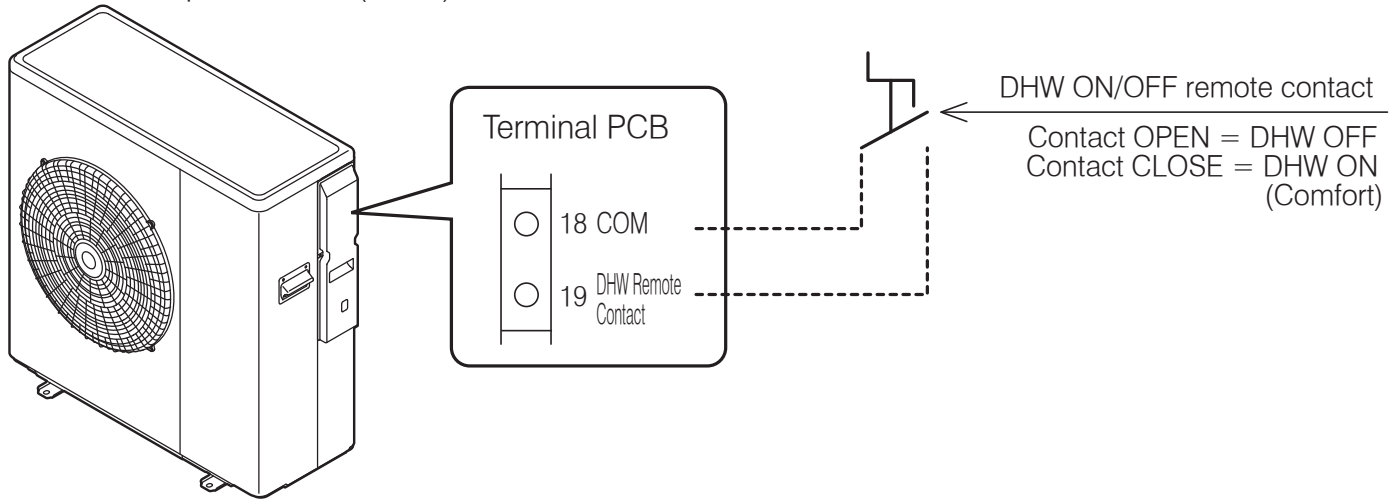 Terminal PCB
18 COM
19 DHW Remote
Contact
DHW ON/OFF remote contact
Contact OPEN = DHW OFF
Contact CLOSE = DHW ON
(Comfort)